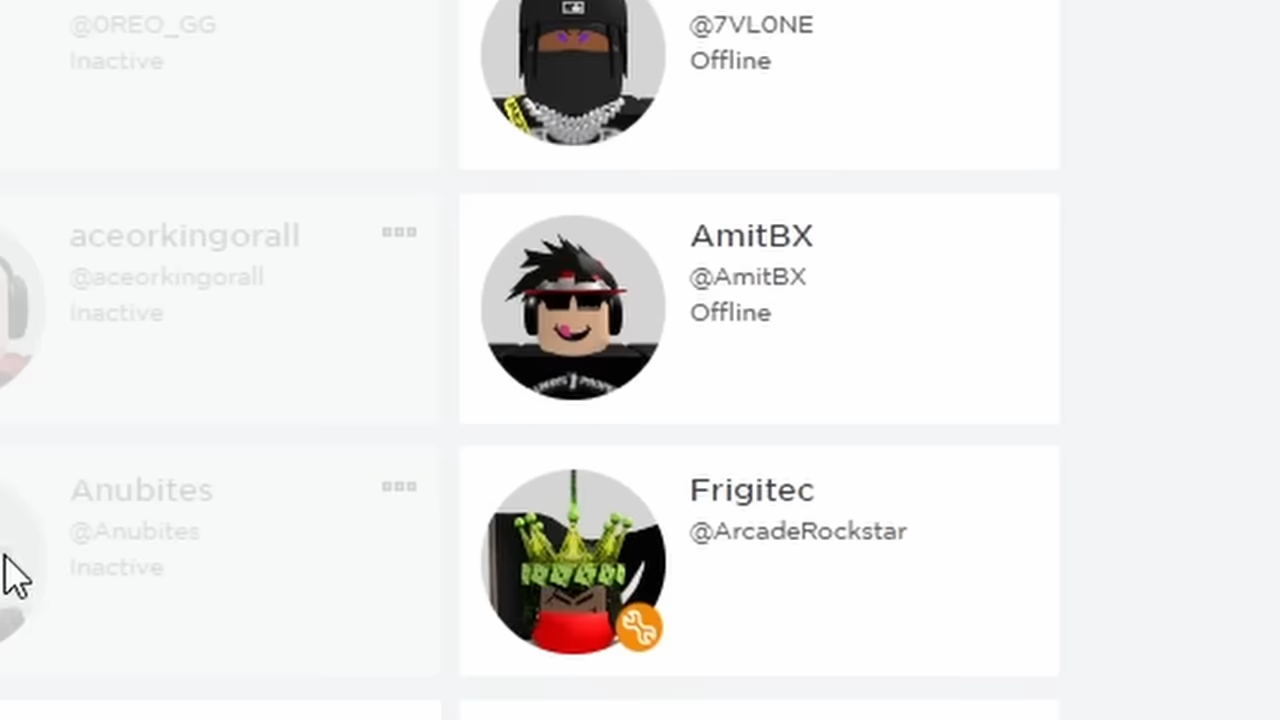 @0REO_GG
Inactive
@7VL0NE
Offline
aceorkingorall
@aceorkingorall
Inactive
AmitBX
@AmitBX
Offline
Anubites
@Anubites
Inactive
Frigitec
@ArcadeRockstar